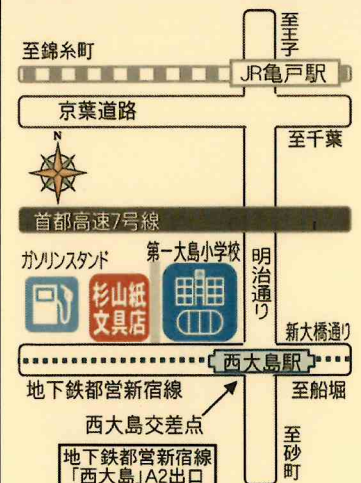 至王子
至錦糸町
JR亀戸駅
京葉道路
至千葉
N
首都高速7号線
ガソリンスタンド
第一大島小学校
明治通り
杉山紙
文具店
新大橋通り
西大島駅
地下鉄都営新宿線
至船堀
西大島交差点
至砂町
地下鉄都営新宿線
「西大島」A2出口